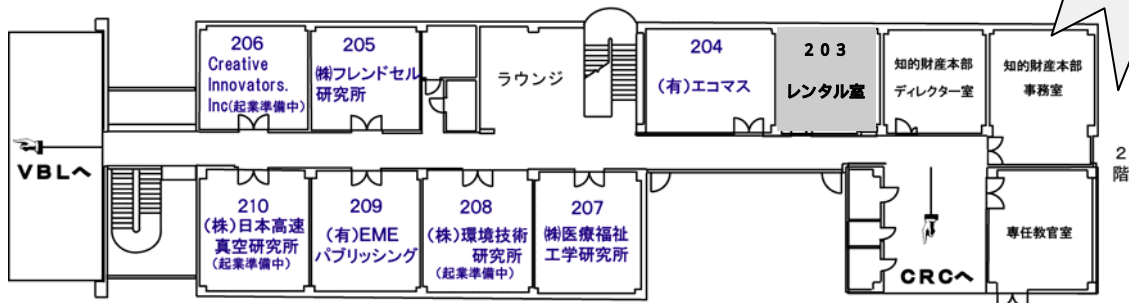 206
Creative
Innovators.
Inc(起業準備中)
205
㈱フレンドセル
研究所
ラウンジ
204
(有)エコマス
203
レンタル室
知的財産本部
ディレクター室
知的財産本部
事務室
VBLへ
2
階
210
(株)日本高速
真空研究所
(起業準備中)
209
(有)EME
パブリッシング
208
(株)環境技術
研究所
(起業準備中)
207
㈱医療福祉
工学研究所
CRCへ
専任教官室